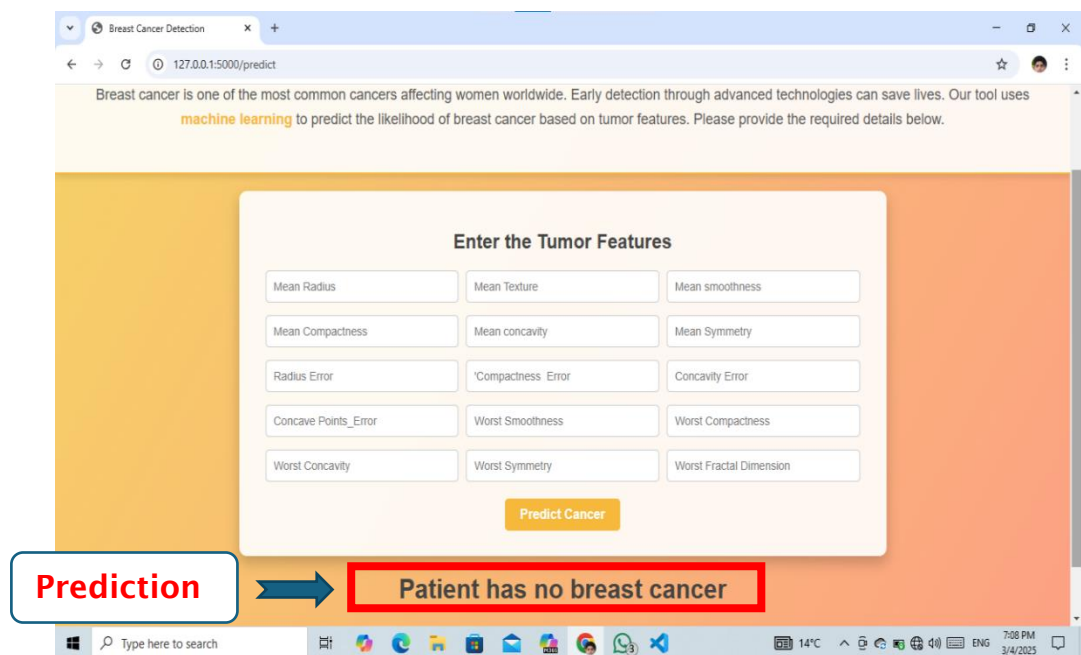 Breast Cancer Detection
127.0.0.1:5000/predict
Breast cancer is one of the most common cancers affecting women worldwide. Early detection through advanced technologies can save lives. Our tool uses
machine learning to predict the likelihood of breast cancer based on tumor features. Please provide the required details below.
Enter the Tumor Features
Mean Radius Mean Texture Mean smoothness
Mean Compactness Mean concavity Mean Symmetry
Radius Error 'Compactness Error Concavity Error
Concave Points_Error Worst Smoothness Worst Compactness
Worst Concavity Worst Symmetry Worst Fractal Dimension
Predict Cancer
Prediction
Patient has no breast cancer
Type here to search 14°C ENG 7:08 PM
3/4/2025